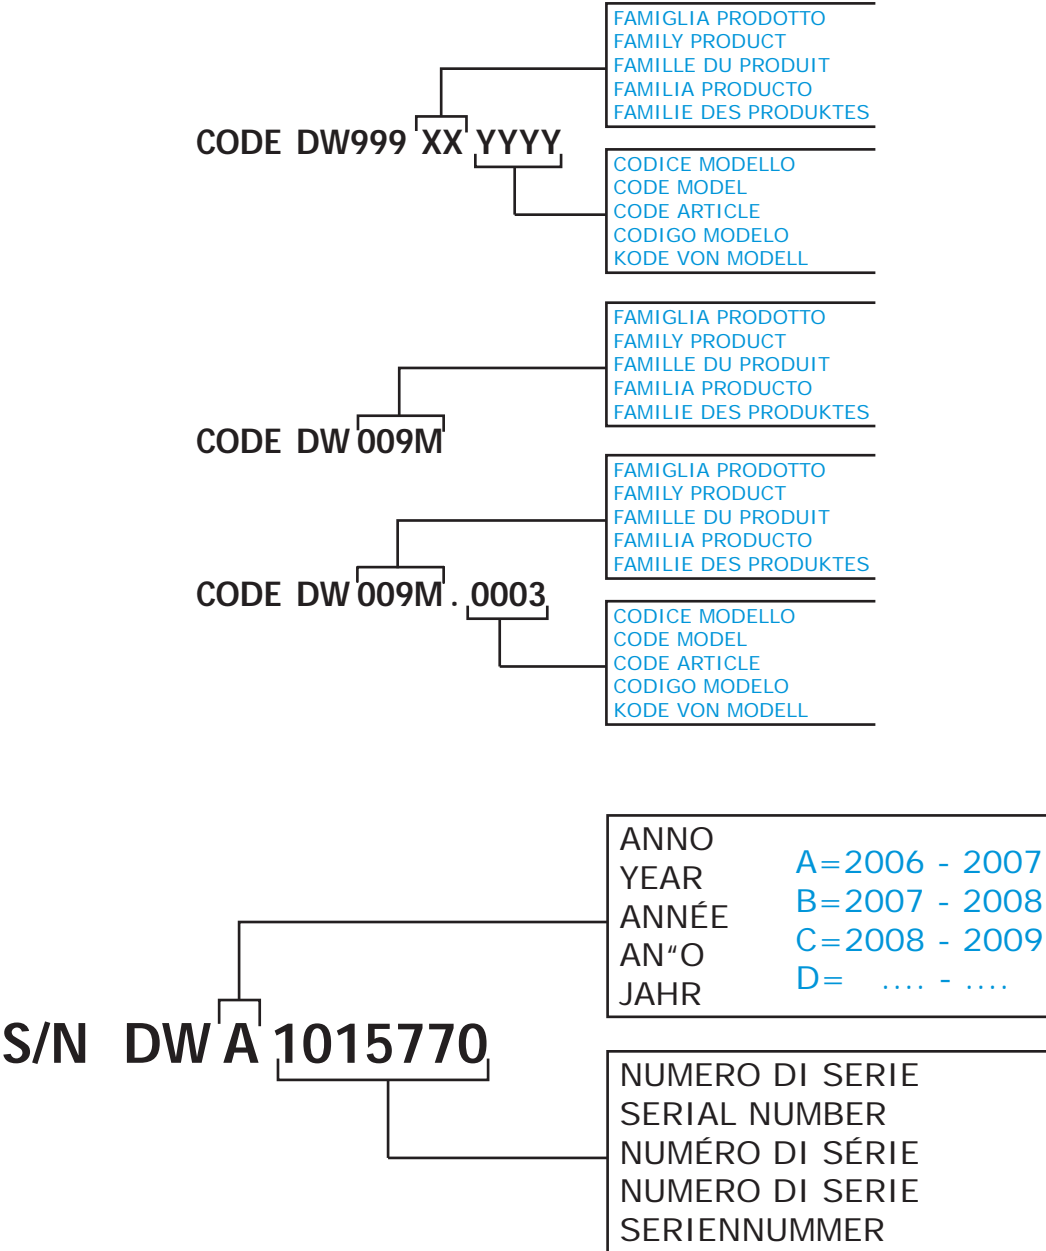 FAMIGLIA PRODOTTO
FAMILY PRODUCT
FAMILLE DU PRODUIT
FAMILIA PRODUCTO
FAMILIE DES PRODUKTES
CODE DW999 XX YYYY
CODICE MODELLO
CODE MODEL
CODE ARTICLE
CODIGO MODELO
KODE VON MODELL
FAMIGLIA PRODOTTO
FAMILY PRODUCT
FAMILLE DU PRODUIT
FAMILIA PRODUCTO
FAMILIE DES PRODUKTES
CODE DW 009M
FAMIGLIA PRODOTTO
FAMILY PRODUCT
FAMILLE DU PRODUIT
FAMILIA PRODUCTO
FAMILIE DES PRODUKTES
CODE DW 009M . 0003
CODICE MODELLO
CODE MODEL
CODE ARTICLE
CODIGO MODELO
KODE VON MODELL
ANNO
YEAR
ANNÉE
AN“O
JAHR
A=2006 - 2007
B=2007 - 2008
C=2008 - 2009
D= .... - ....
S/N DW A 1015770
NUMERO DI SERIE
SERIAL NUMBER
NUMÉRO DI SÉRIE
NUMERO DI SERIE
SERIENNUMMER